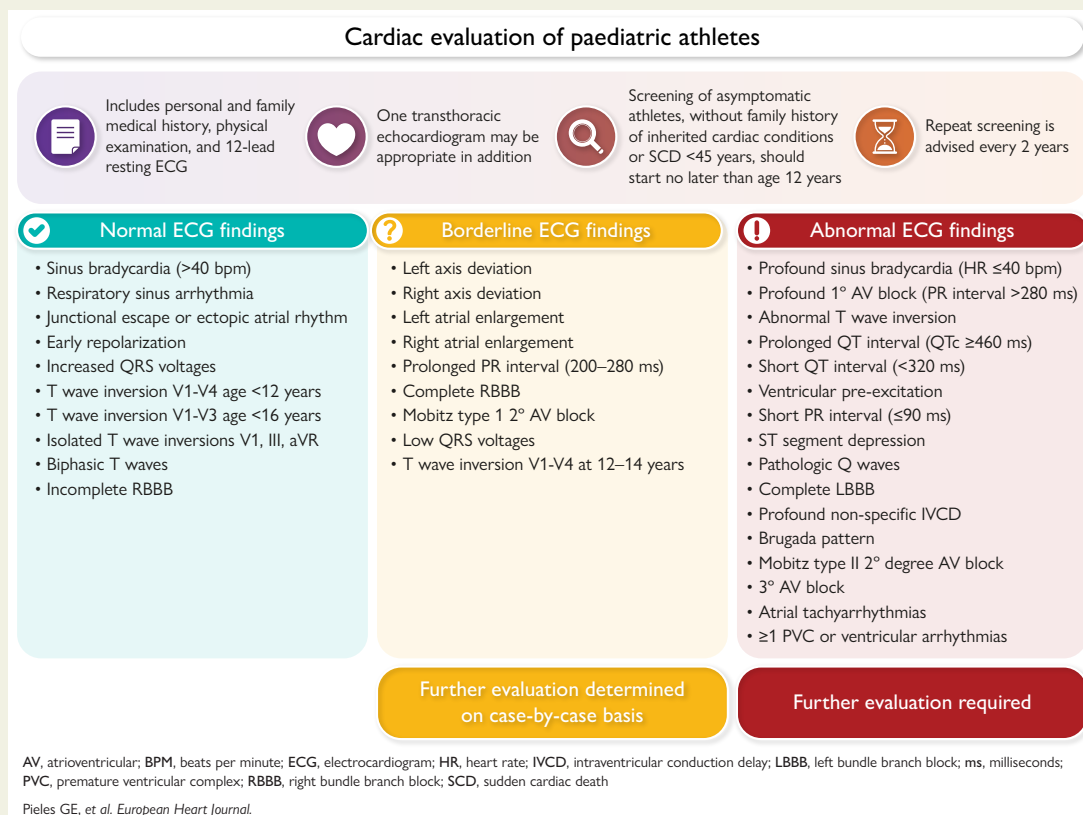 Cardiac evaluation of paediatric athletes
Includes personal and family
medical history, physical
examination, and 12-lead
resting ECG
One transthoracic
echocardiogram may be
appropriate in addition
Screening of asymptomatic
athletes, without family history
of inherited cardiac conditions
or SCD <45 years, should
start no later than age 12 years
Repeat screening is
advised every 2 years
Normal ECG findings
• Sinus bradycardia (>40 bpm)
• Respiratory sinus arrhythmia
• Junctional escape or ectopic atrial rhythm
• Early repolarization
• Increased QRS voltages
• T wave inversion V1-V4 age <12 years
• T wave inversion V1-V3 age <16 years
• Isolated T wave inversions V1, III, aVR
• Biphasic T waves
• Incomplete RBBB
? Borderline ECG findings
• Left axis deviation
• Right axis deviation
• Left atrial enlargement
• Right atrial enlargement
• Prolonged PR interval (200–280 ms)
• Complete RBBB
• Mobitz type 1 2º AV block
• Low QRS voltages
• T wave inversion V1-V4 at 12–14 years
Further evaluation determined
on case-by-case basis
! Abnormal ECG findings
• Profound sinus bradycardia (HR ≤40 bpm)
• Profound 1º AV block (PR interval >280 ms)
• Abnormal T wave inversion
• Prolonged QT interval (QTc ≥460 ms)
• Short QT interval (<320 ms)
• Ventricular pre-excitation
• Short PR interval (≤90 ms)
• ST segment depression
• Pathologic Q waves
• Complete LBBB
• Profound non-specific IVCD
• Brugada pattern
• Mobitz type II 2º degree AV block
• 3º AV block
• Atrial tachyarrhythmias
• ≥1 PVC or ventricular arrhythmias
Further evaluation required
AV, atrioventricular; BPM, beats per minute; ECG, electrocardiogram; HR, heart rate; IVCD, intraventricular conduction delay; LBBB, left bundle branch block; ms, milliseconds;
PVC, premature ventricular complex; RBBB, right bundle branch block; SCD, sudden cardiac death
Pieles GE, et al. European Heart Journal.